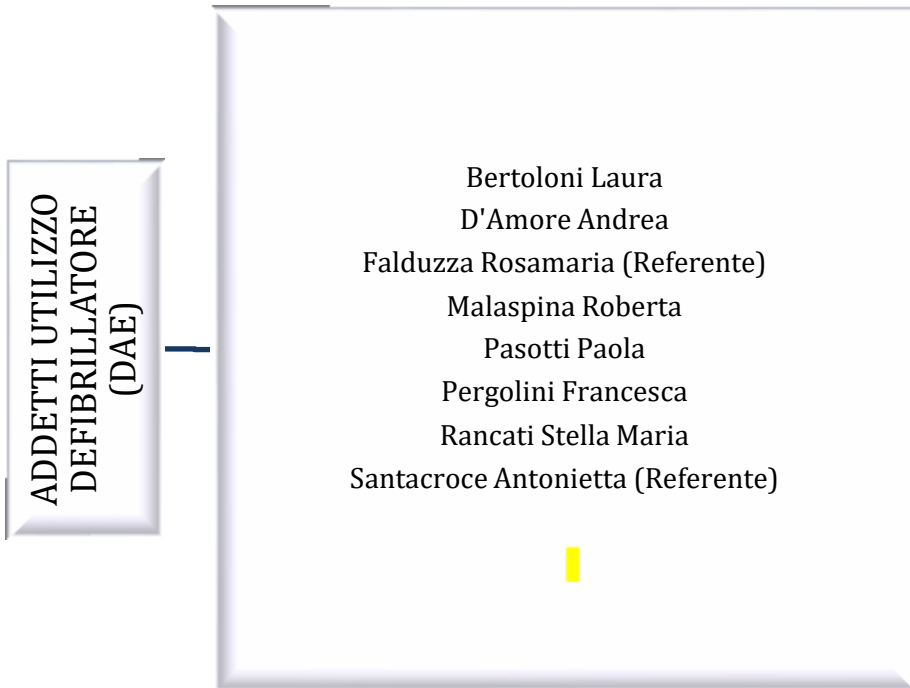 ADDETTI UTILIZZO
DEFIBRILLATORE
(DAE)
Bertoloni Laura
D'Amore Andrea
Falduzza Rosamaria (Referente)
Malaspina Roberta
Pasotti Paola
Pergolini Francesca
Rancati Stella Maria
Santacroce Antonietta (Referente)